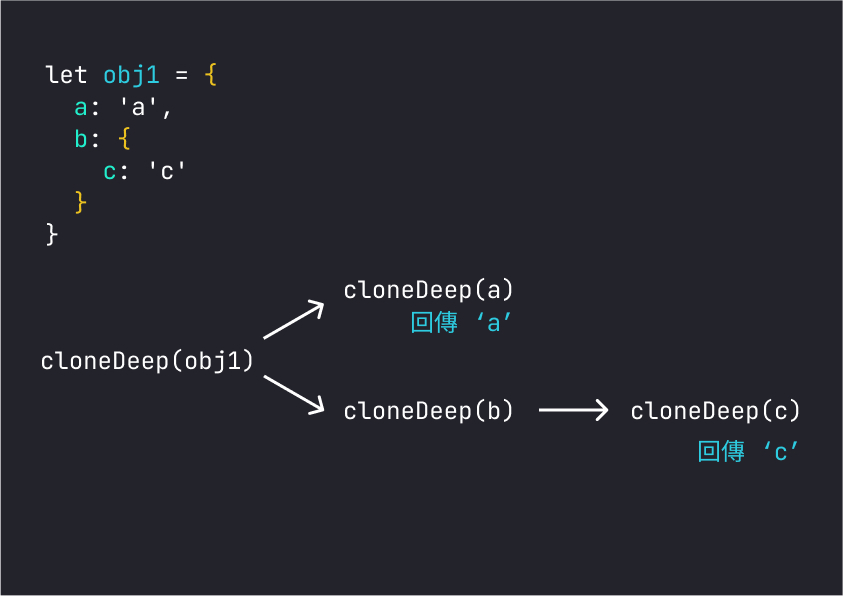 let obj1 = {
  a: 'a',
  b: {
    c: 'c'
  }
}
cloneDeep(a)
回傳 ‘a’
cloneDeep(obj1)
cloneDeep(b)
cloneDeep(c)
回傳 ‘c’